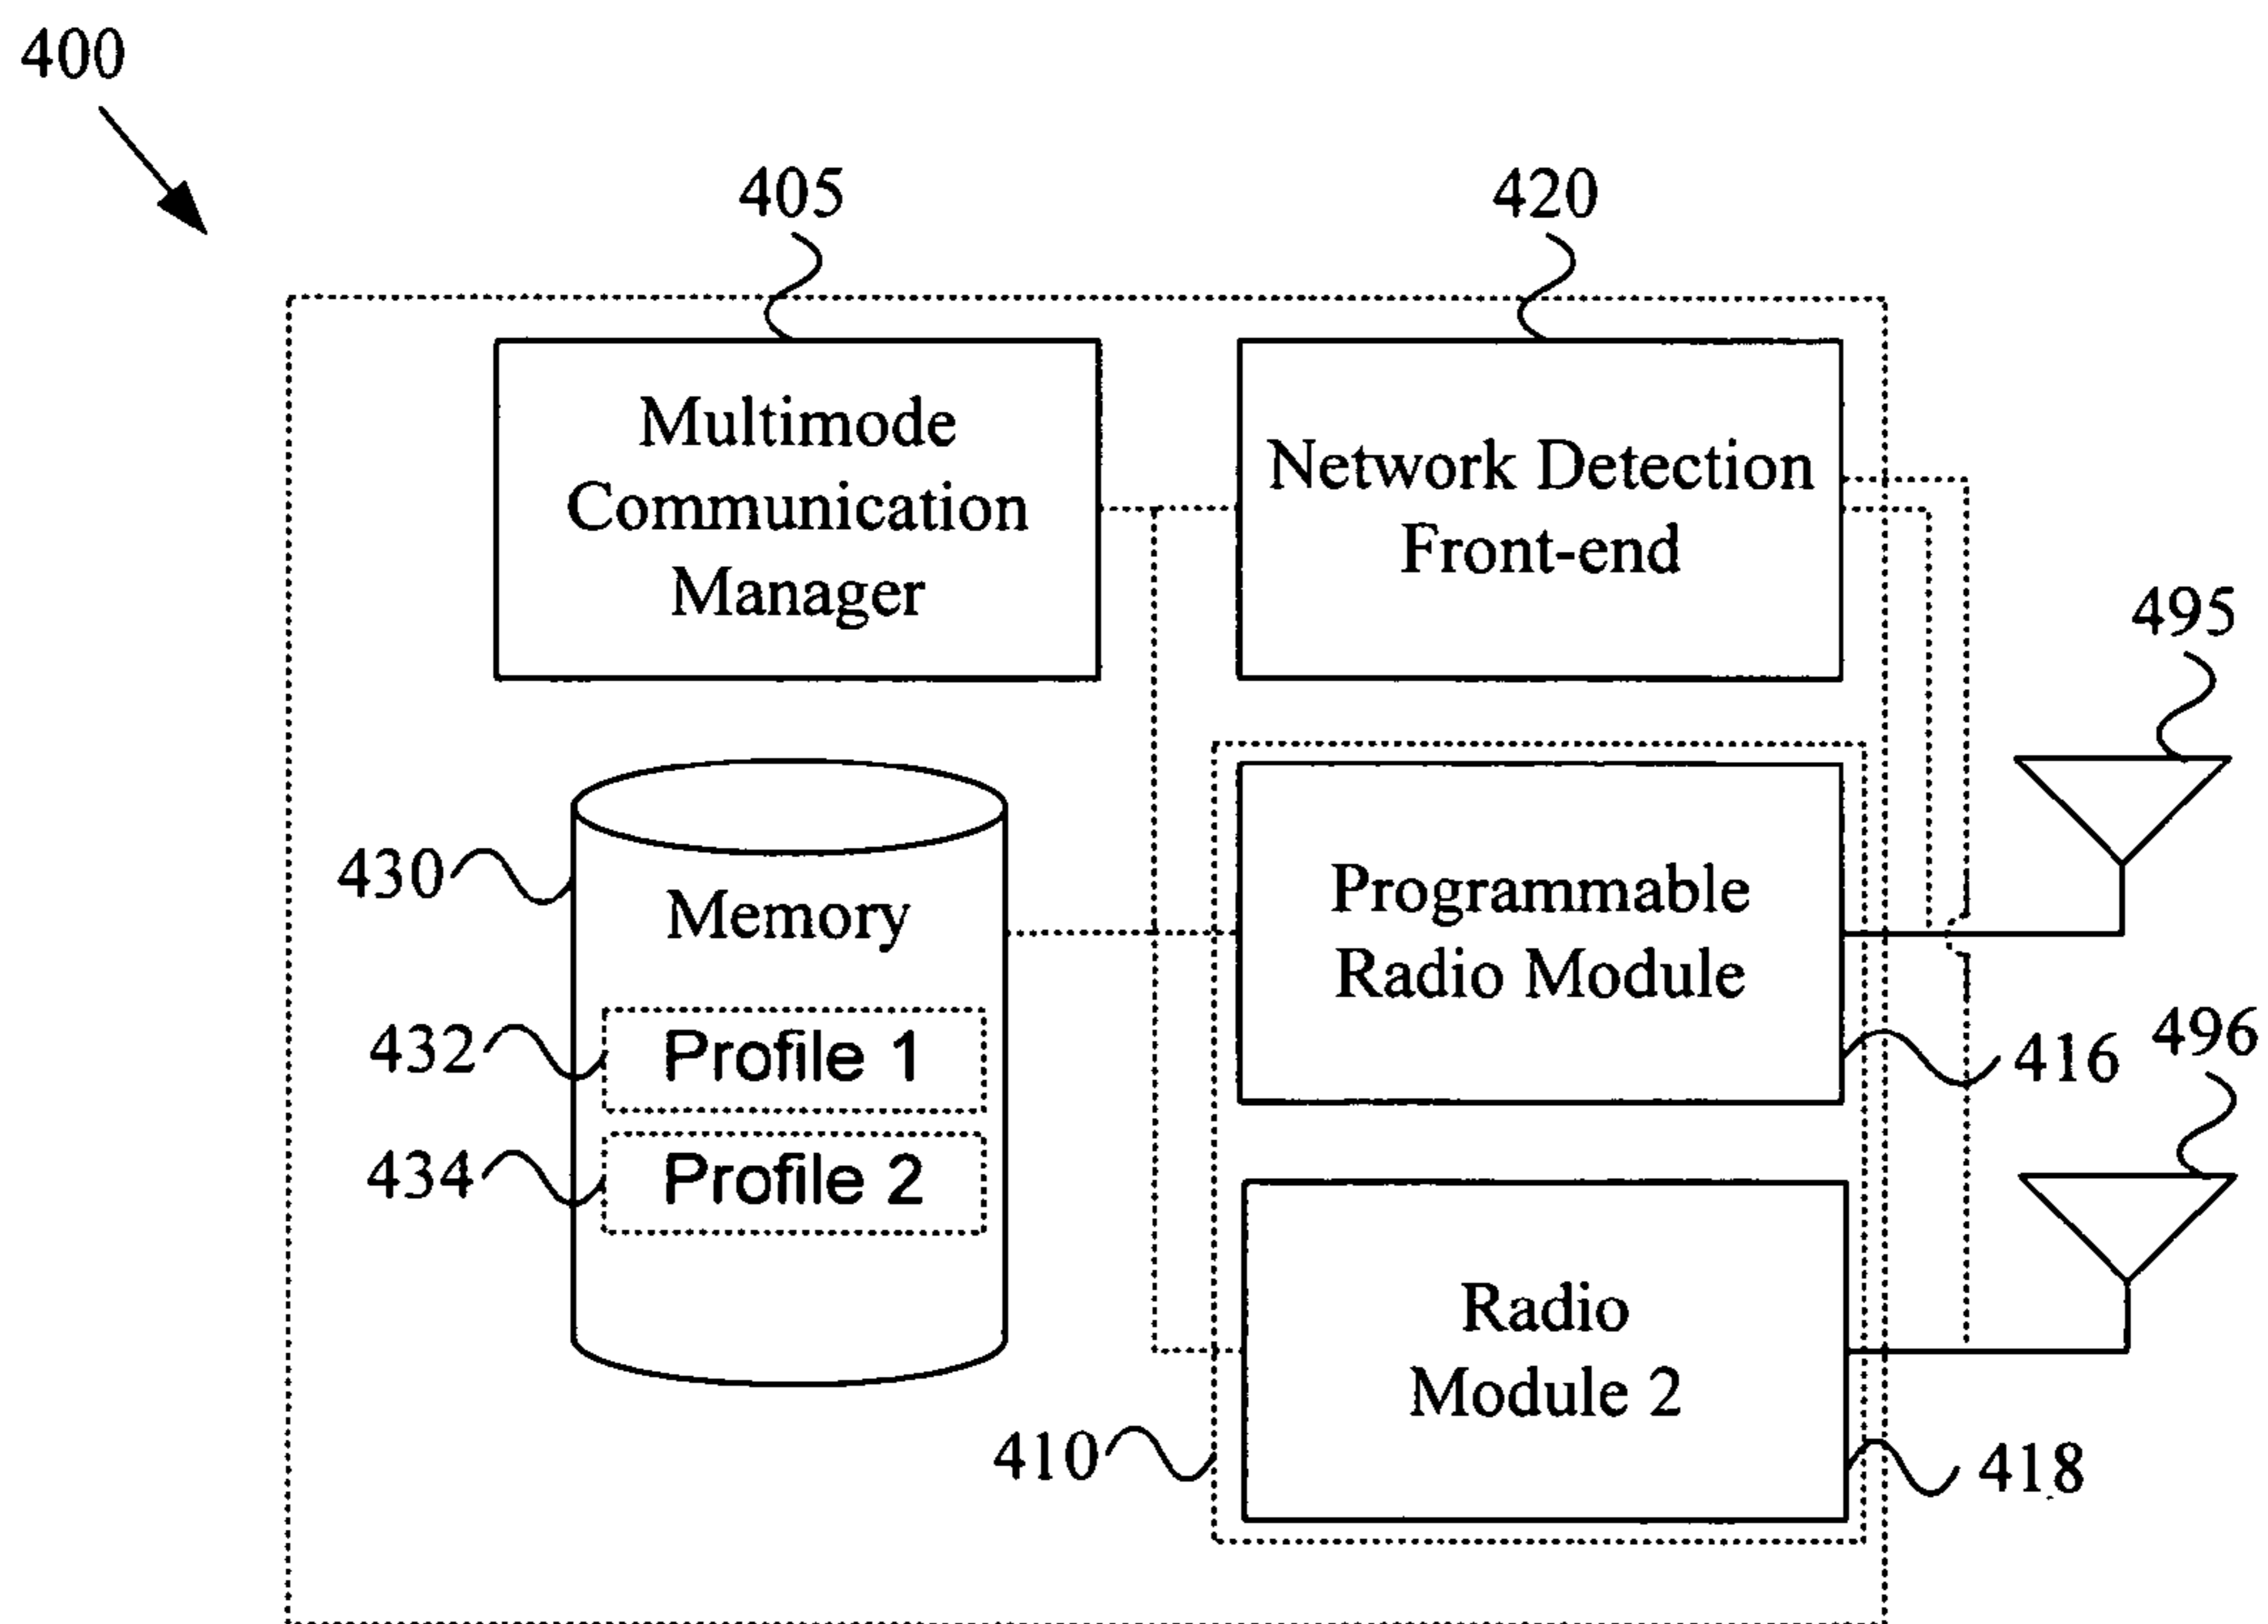 400
405
420
Multimode
Communication
Manager
Network Detection
Front-end
495
430
Memory
Programmable
Radio Module
432
Profile 1
416
496
434
Profile 2
Radio
Module 2
410
418